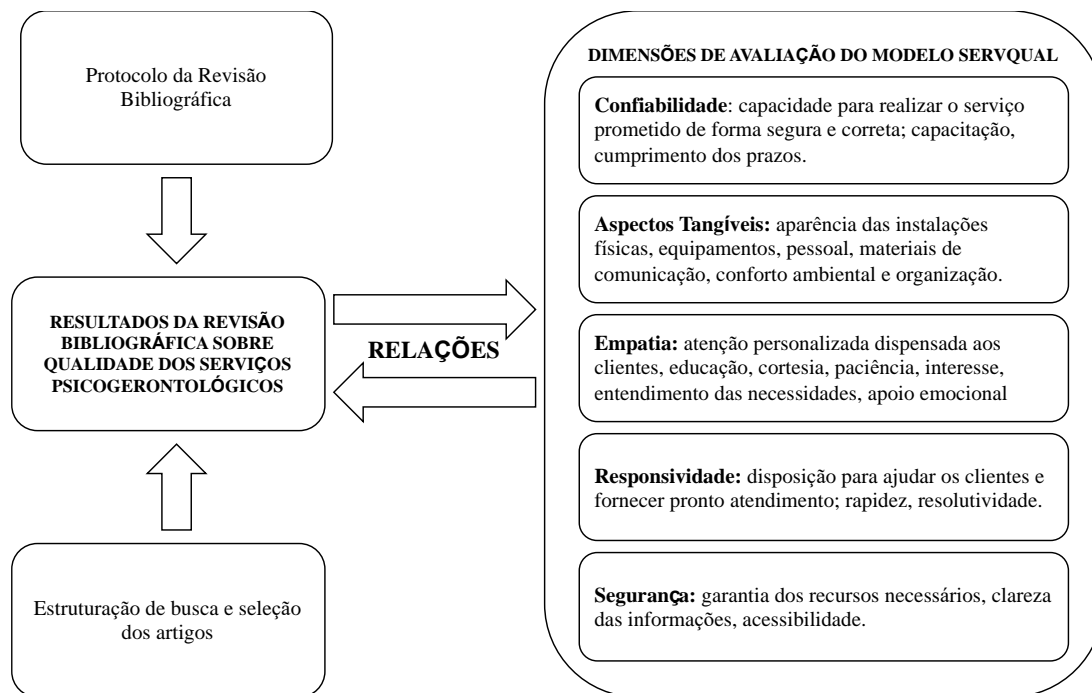 Protocolo da Revisão
Bibliográfica
RESULTADOS DA REVISÃO
BIBLIOGRÁFICA SOBRE
QUALIDADE DOS SERVIÇOS
PSICOGERONTOLÓGICOS
Estruturação de busca e seleção
dos artigos
RELAÇÕES
DIMENSÕES DE AVALIAÇÃO DO MODELO SERVQUAL
Confiabilidade: capacidade para realizar o serviço
prometido de forma segura e correta; capacitação,
cumprimento dos prazos.
Aspectos Tangíveis: aparência das instalações
físicas, equipamentos, pessoal, materiais de
comunicação, conforto ambiental e organização.
Empatia: atenção personalizada dispensada aos
clientes, educação, cortesia, paciência, interesse,
entendimento das necessidades, apoio emocional
Responsividade: disposição para ajudar os clientes e
fornecer pronto atendimento; rapidez, resolutividade.
Segurança: garantia dos recursos necessários, clareza
das informações, acessibilidade.